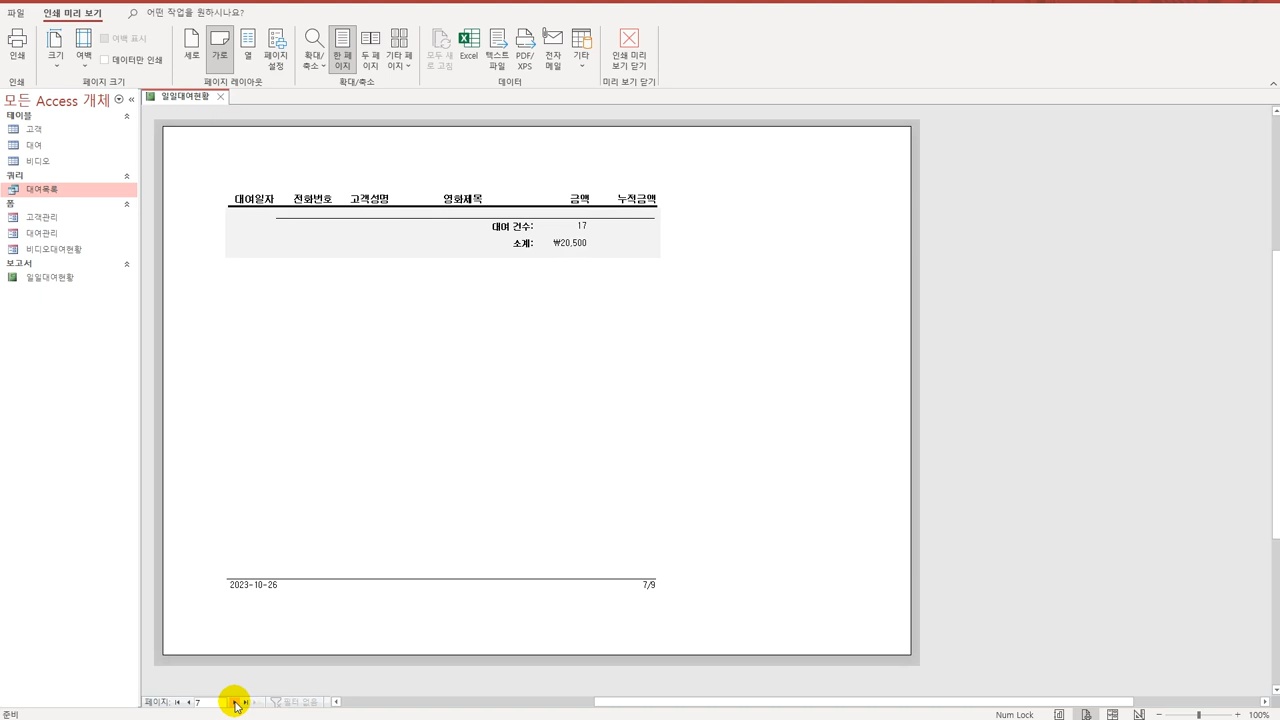 파일
인쇄 미리 보기
어떤 작업을 원하시나요?
인쇄
크기
여백
여백 표시
데이터만 인쇄
세로
가로
열
페이지
설정
확대/
축소
한 페
이지
두 페
이지
기타 페
이지
모두 새
로 고침
Excel
텍스트
파일
PDF/
XPS
전자
메일
기타
인쇄 미리
보기 닫기
인쇄
페이지 크기
페이지 레이아웃
확대/축소
데이터
미리 보기 닫기
모든 Access 개체
테이블
고객
대여
비디오
쿼리
대여목록
폼
고객관리
대여관리
비디오대여현황
보고서
일일대여현황
일일대여현황
대여일자 전화번호 고객성명 영화제목 금액 누적금액
대여 건수: 17
소계: ₩20,500
2023-10-26 7/9
페이지: 7
필터 없음
준비
Num Lock
100%